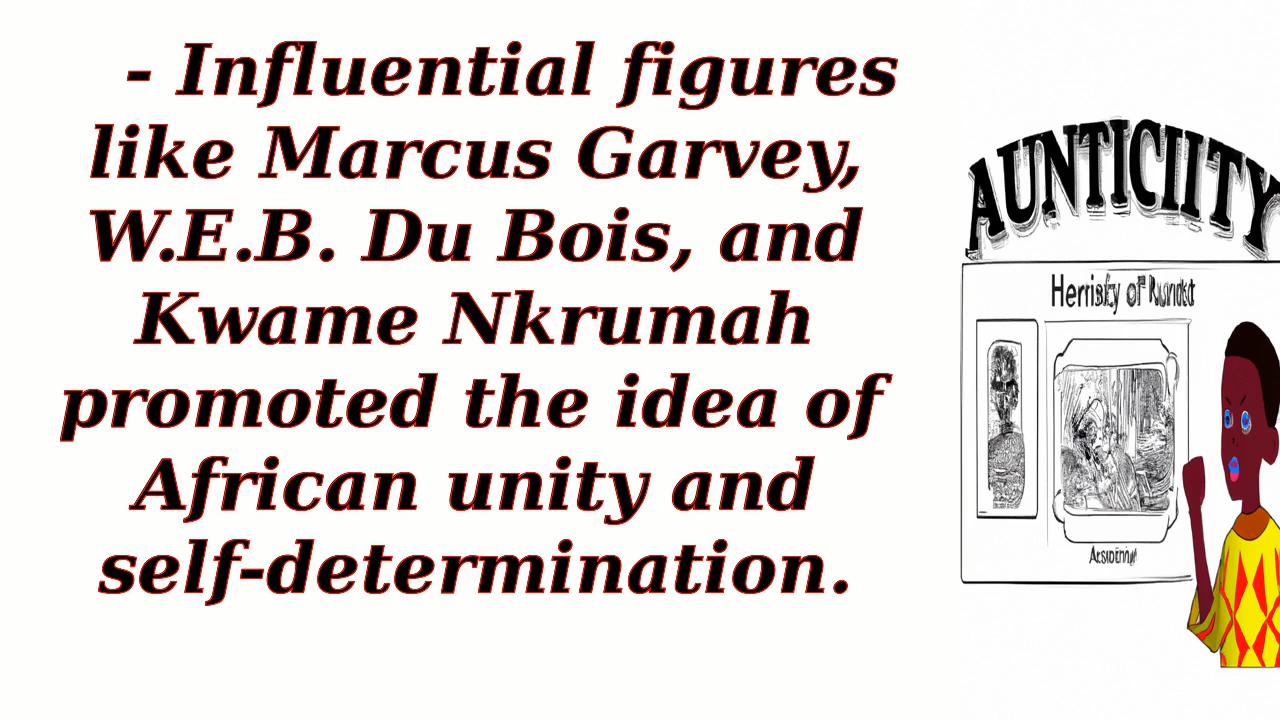 - Influential figures
like Marcus Garvey,
W.E.B. Du Bois, and
Kwame Nkrumah
promoted the idea of
African unity and
self-determination.
AUNTICIITY
of